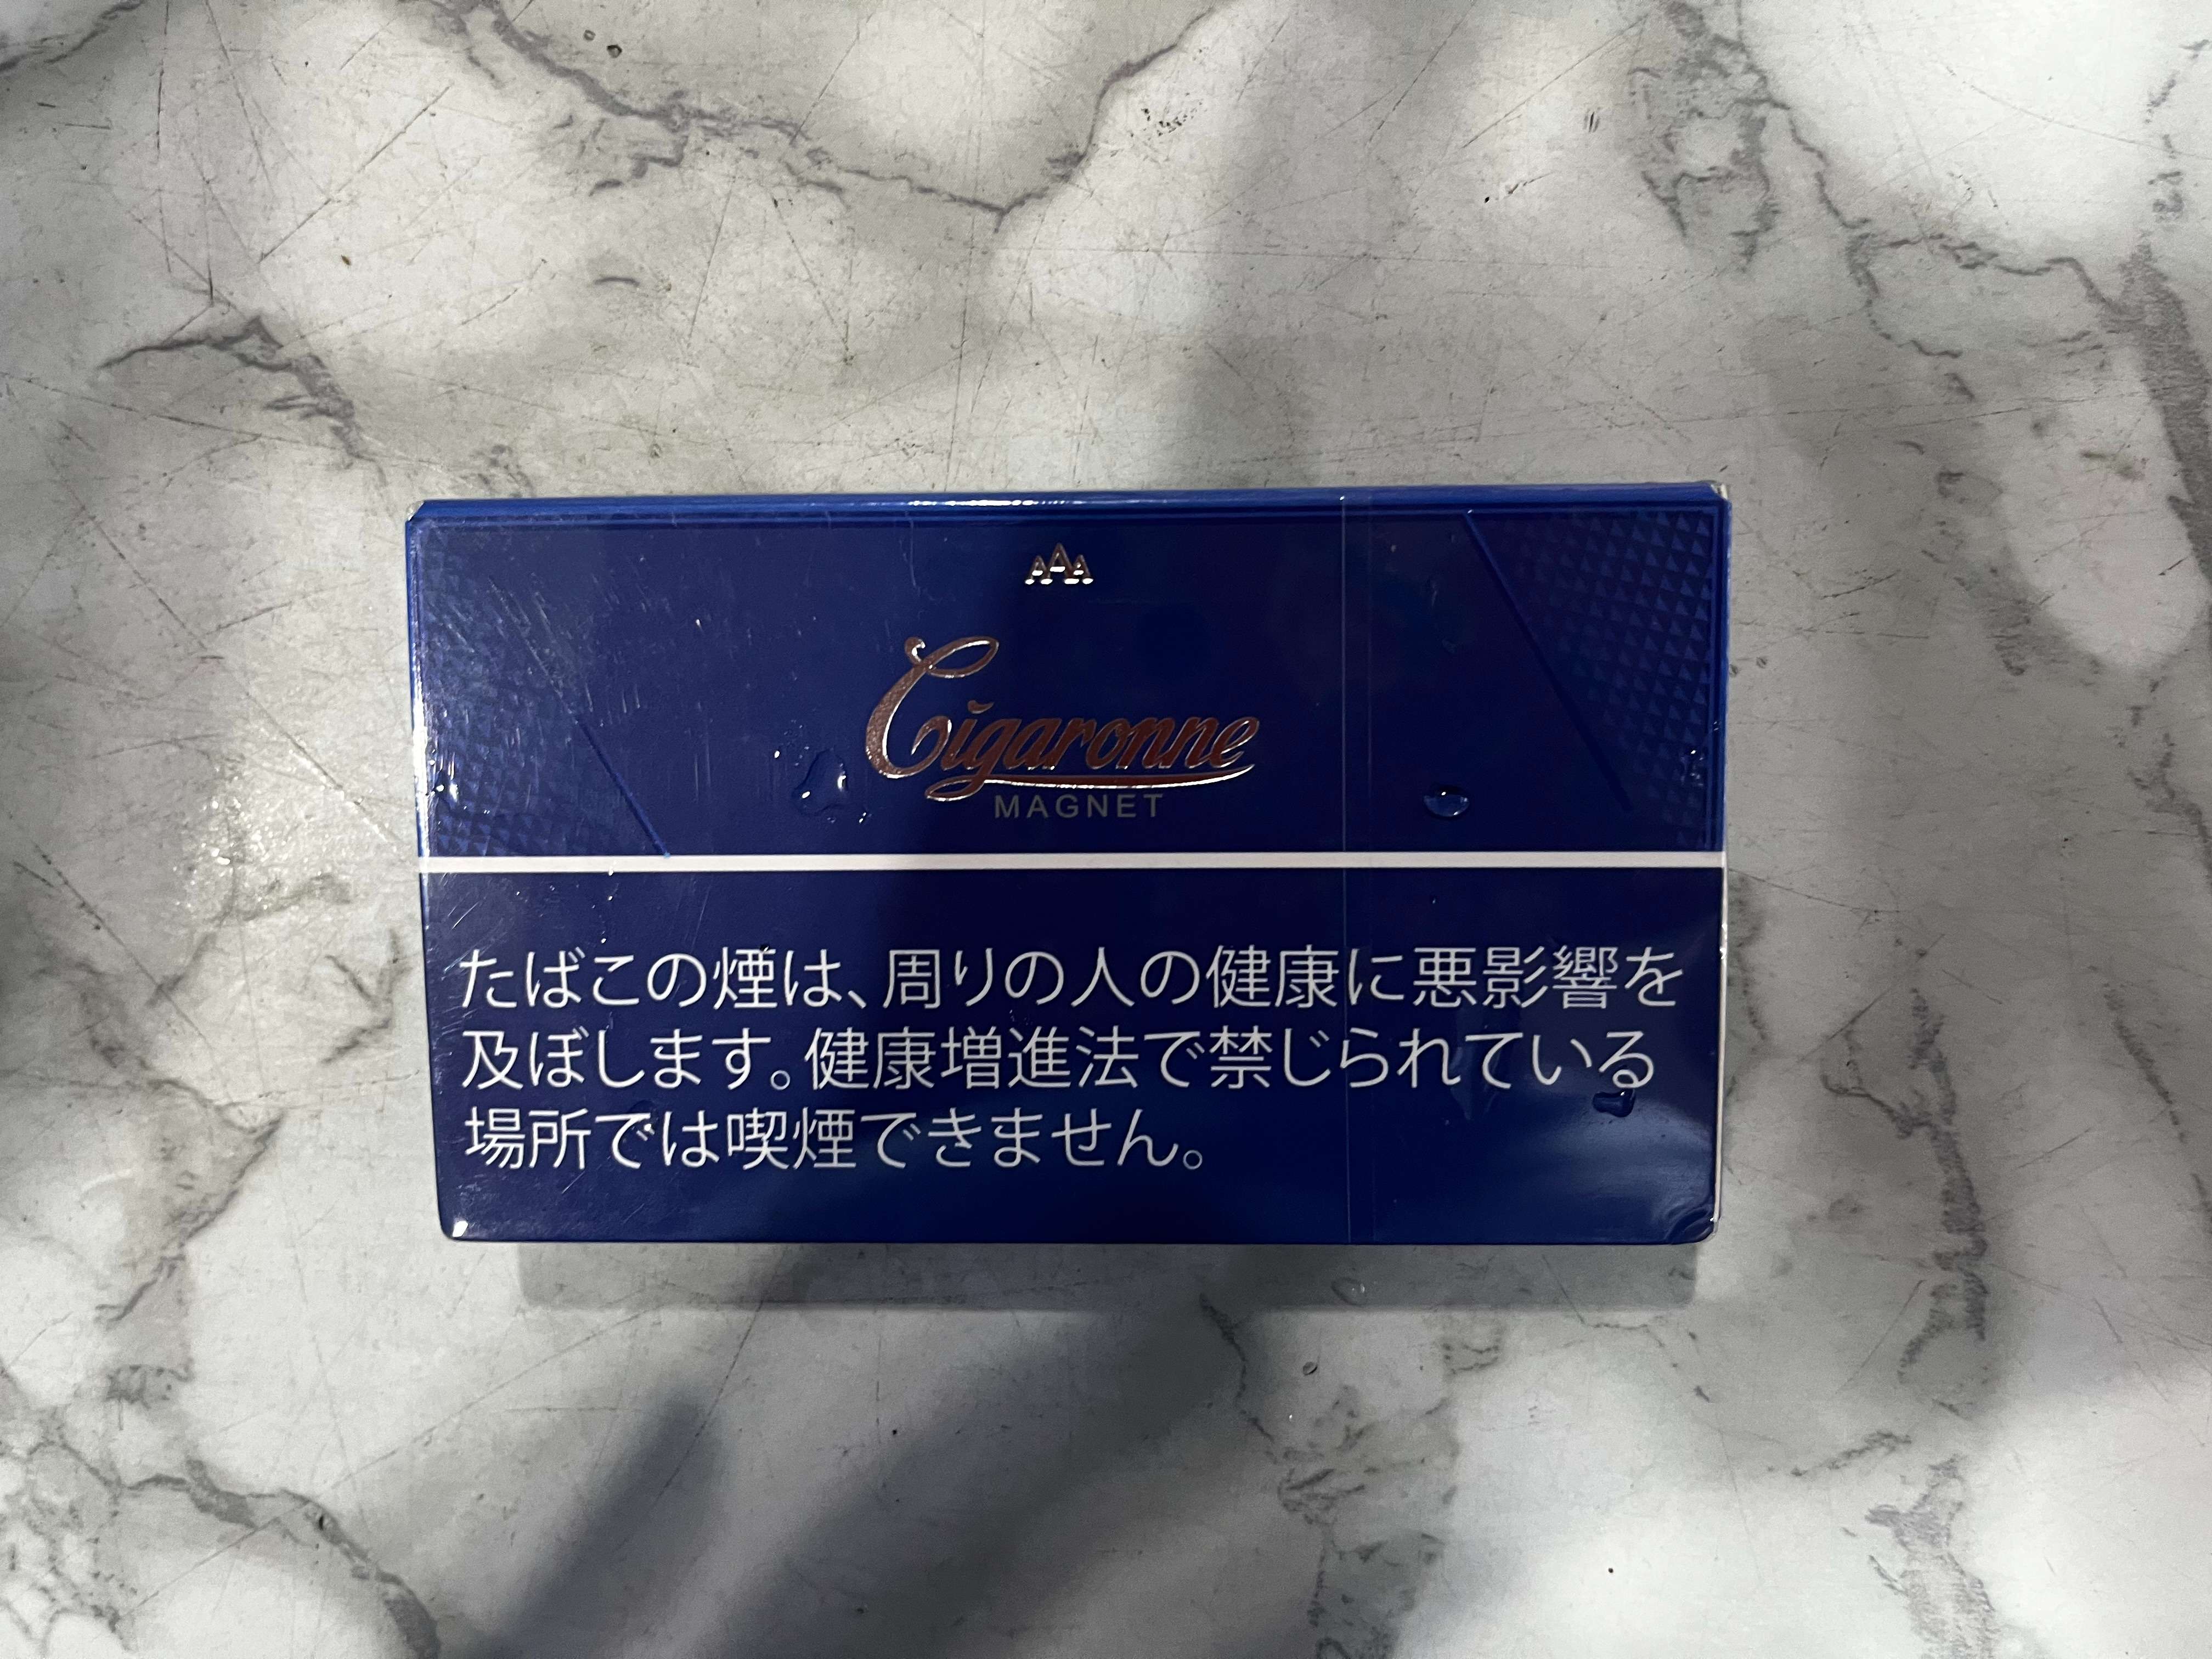 AAA
Cigaronne
MAGNET
たばこの煙は、周りの人の健康に悪影響を
及ぼします。健康増進法で禁じられている
場所では喫煙できません。